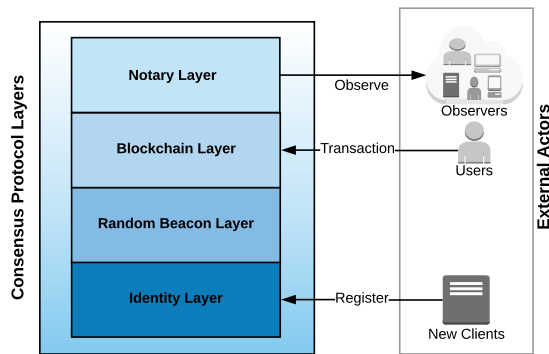 Consensus Protocol Layers
Notary Layer
Blockchain Layer
Random Beacon Layer
Identity Layer
Observe
Transaction
Register
Observers
Users
New Clients
External Actors